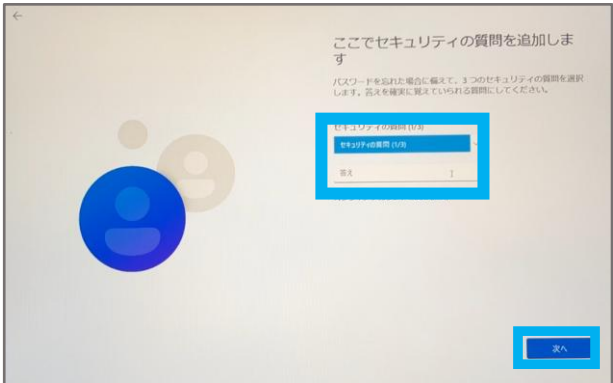 ここでセキュリティの質問を追加しま
す
パスワードを忘れた場合に備えて、3 つのセキュリティの質問を選択
します。答えを確実に覚えていられる質問にしてください。
セキュリティの質問 (1/3)
セキュリティの質問 (1/3)
答え
次へ